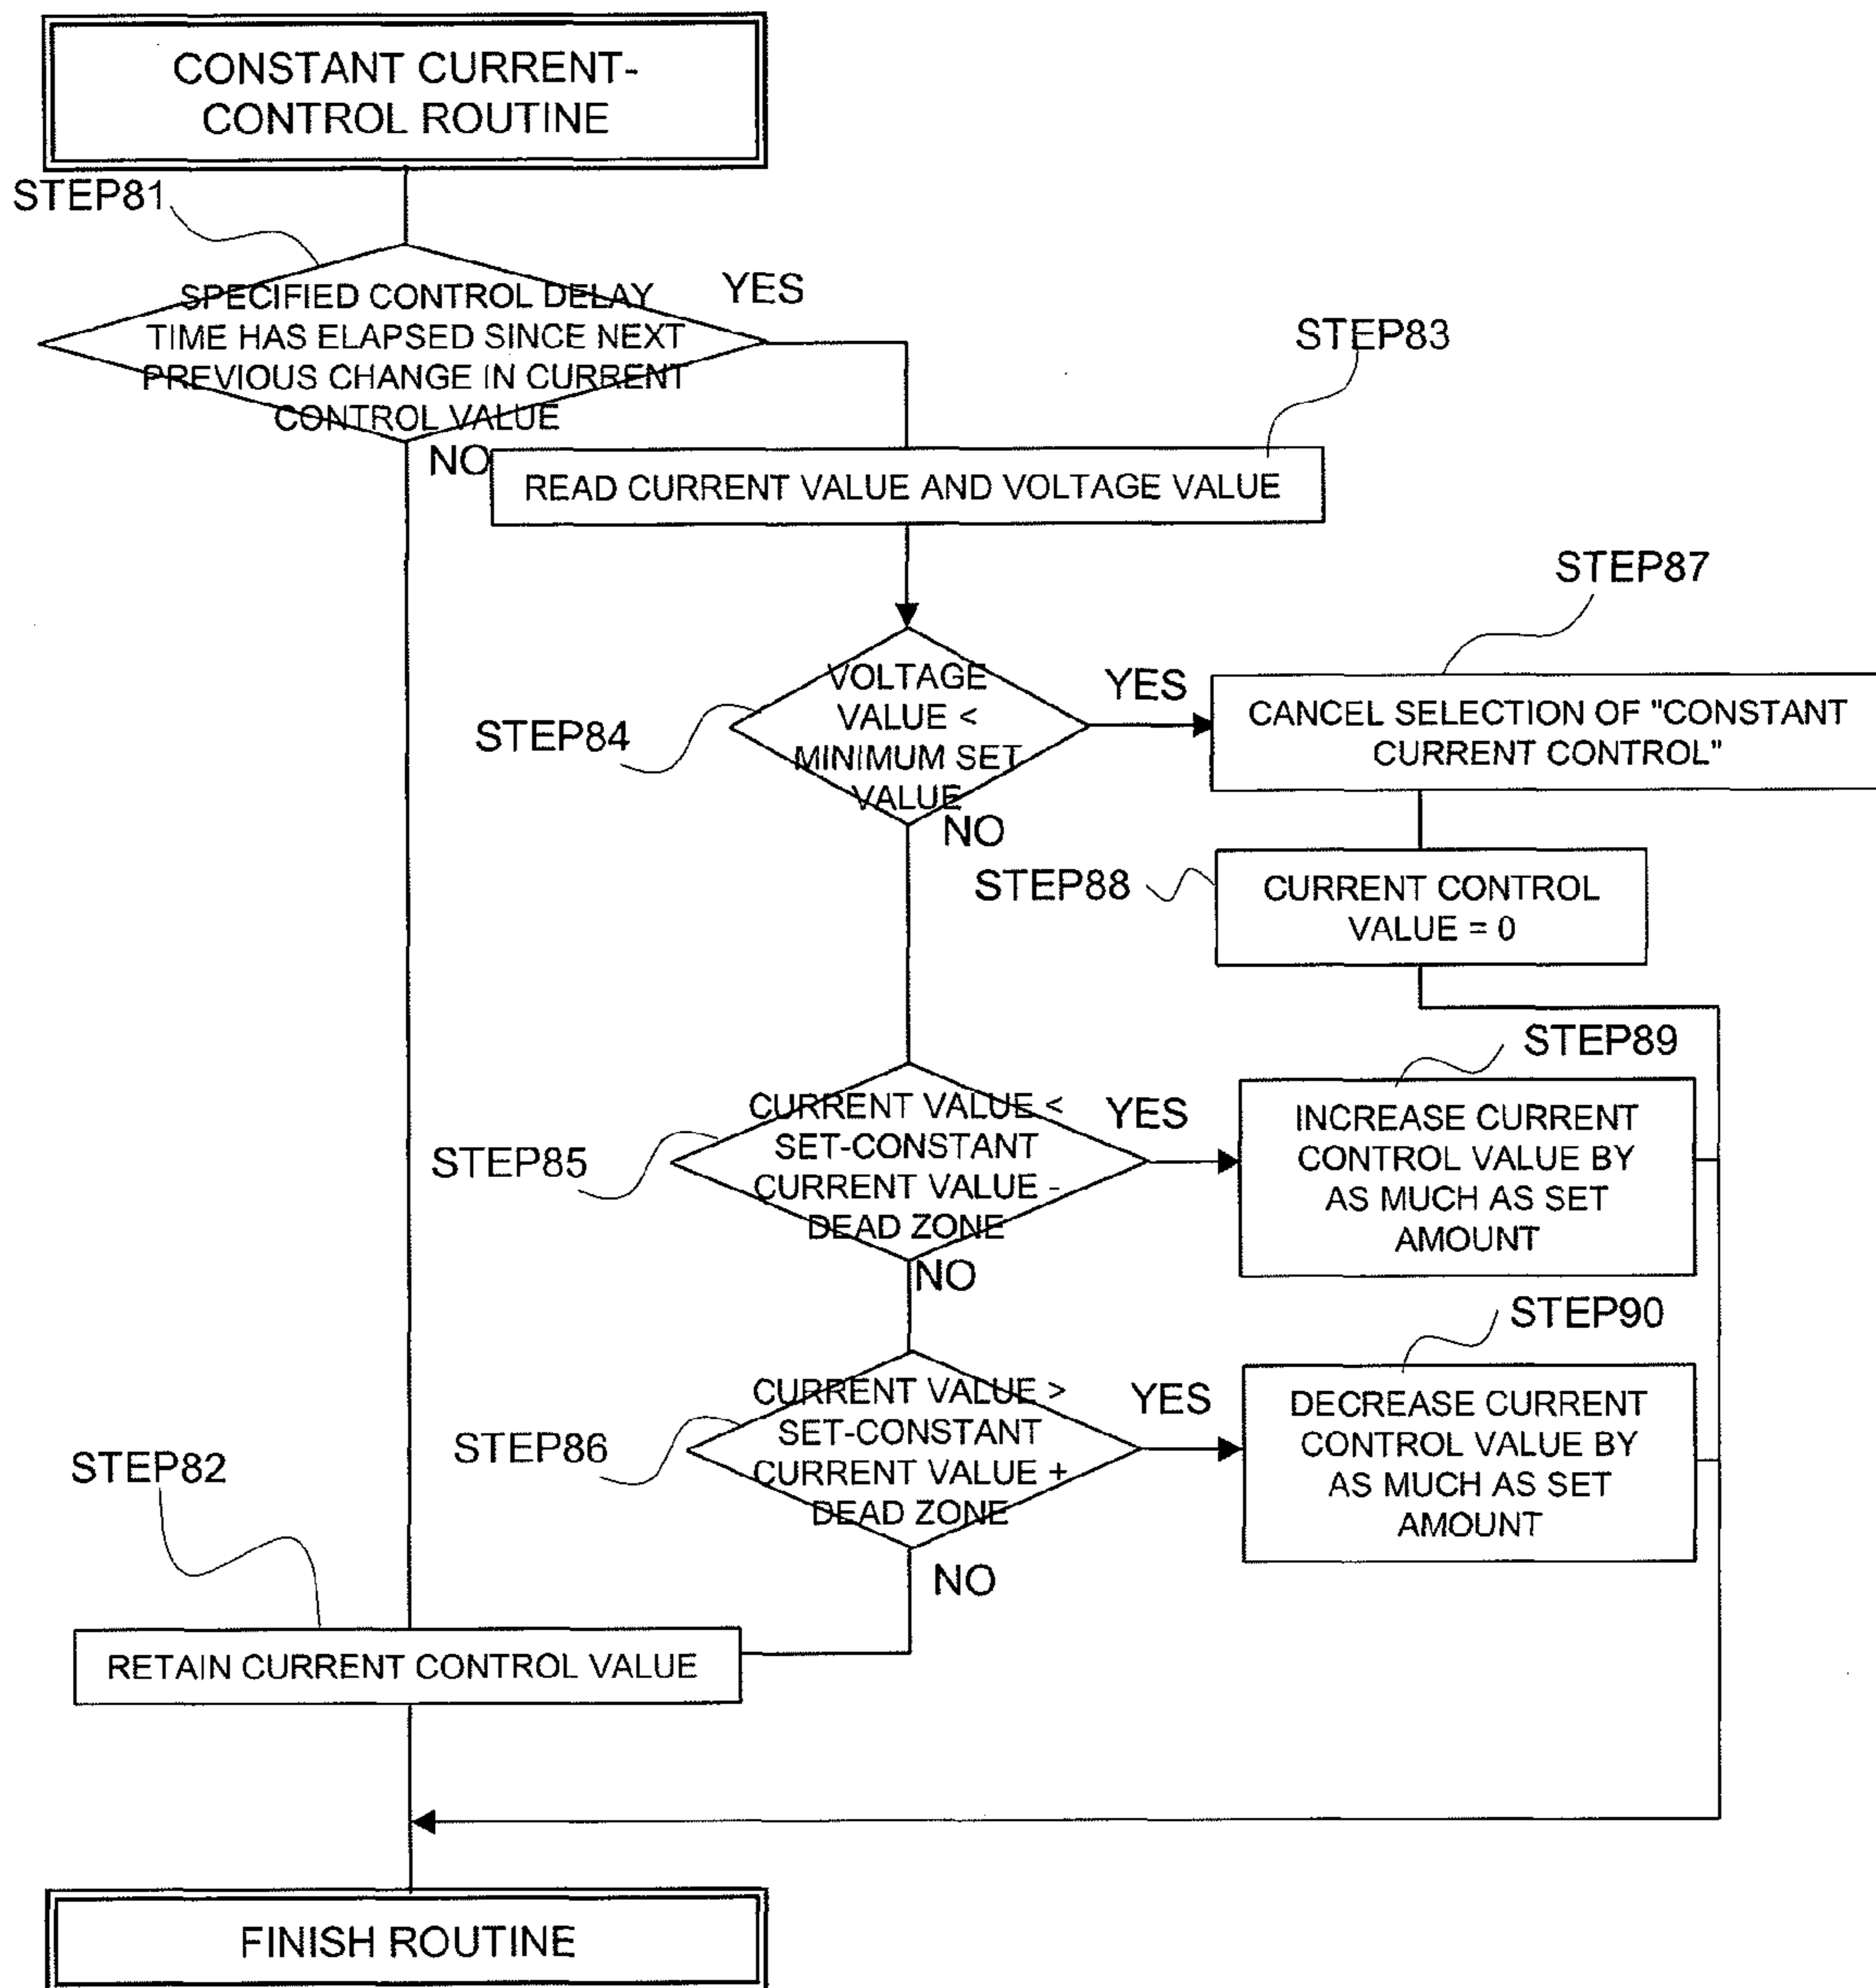 CONSTANT CURRENT-
CONTROL ROUTINE
STEP81
SPECIFIED CONTROL DELAY
TIME HAS ELAPSED SINCE NEXT
PREVIOUS CHANGE IN CURRENT
CONTROL VALUE
YES
NO
STEP83
READ CURRENT VALUE AND VOLTAGE VALUE
STEP84
VOLTAGE
VALUE <
MINIMUM SET
VALUE
YES
NO
STEP87
CANCEL SELECTION OF "CONSTANT
CURRENT CONTROL"
STEP88
CURRENT CONTROL
VALUE = 0
STEP85
CURRENT VALUE <
SET-CONSTANT
CURRENT VALUE -
DEAD ZONE
YES
NO
STEP89
INCREASE CURRENT
CONTROL VALUE BY
AS MUCH AS SET
AMOUNT
STEP86
CURRENT VALUE >
SET-CONSTANT
CURRENT VALUE +
DEAD ZONE
YES
NO
STEP90
DECREASE CURRENT
CONTROL VALUE BY
AS MUCH AS SET
AMOUNT
STEP82
RETAIN CURRENT CONTROL VALUE
FINISH ROUTINE